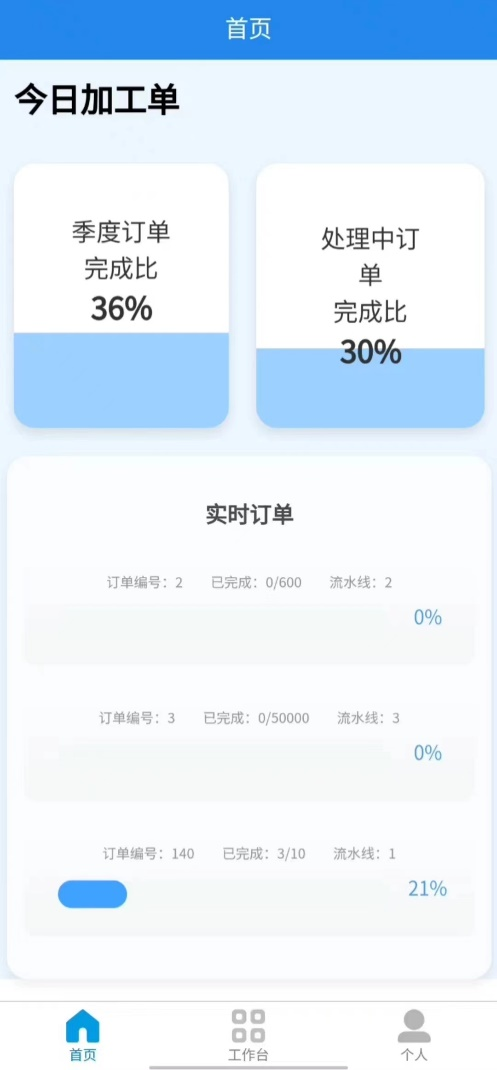 首页
今日加工单
季度订单
完成比
36%
处理中订
单
完成比
30%
实时订单
订单编号：2 已完成：0/600 流水线：2
0%
订单编号：3 已完成：0/50000 流水线：3
0%
订单编号：140 已完成：3/10 流水线：1
21%
首页 工作台 个人